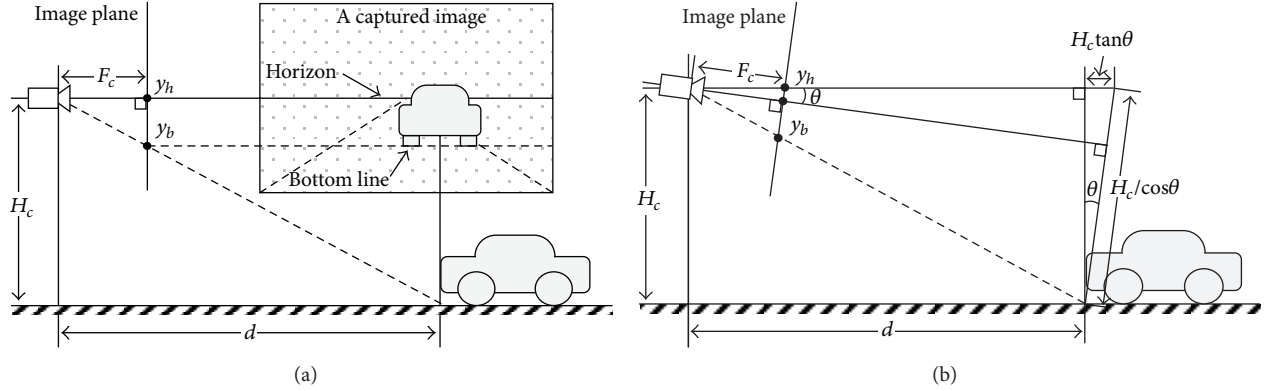 Image plane
A captured image
F_c
Horizon
y_h
y_b
Bottom line
H_c
d
(a)
Image plane
H_c tanθ
F_c
y_h
θ
y_b
H_c
θ
H_c/cosθ
d
(b)